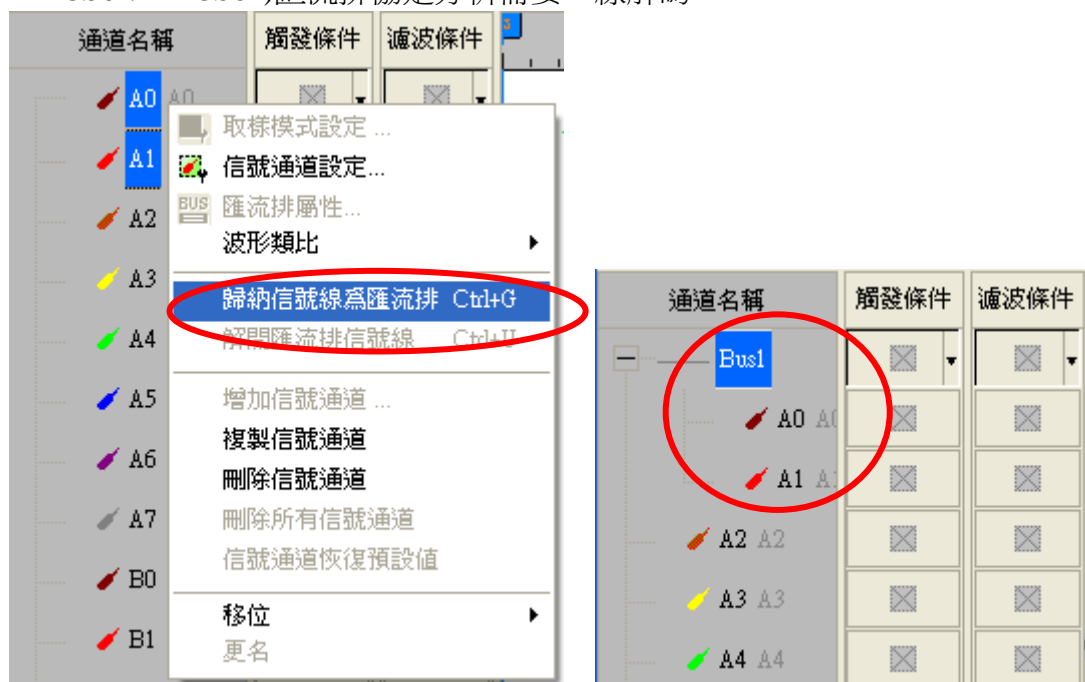 通道名稱 觸發條件 濾波條件
A0 A0
A1
A2
A3
A4
A5
A6
A7
B0
B1
取樣模式設定 ...
信號通道設定...
BUS 匯流排屬性...
波形類比
歸納信號線為匯流排 Ctrl+G
解開匯流排信號線 Ctrl+U
增加信號通道 ...
複製信號通道
刪除信號通道
刪除所有信號通道
信號通道恢復預設值
移位
更名
通道名稱 觸發條件 濾波條件
Bus1
A0 A0
A1 A1
A2 A2
A3 A3
A4 A4